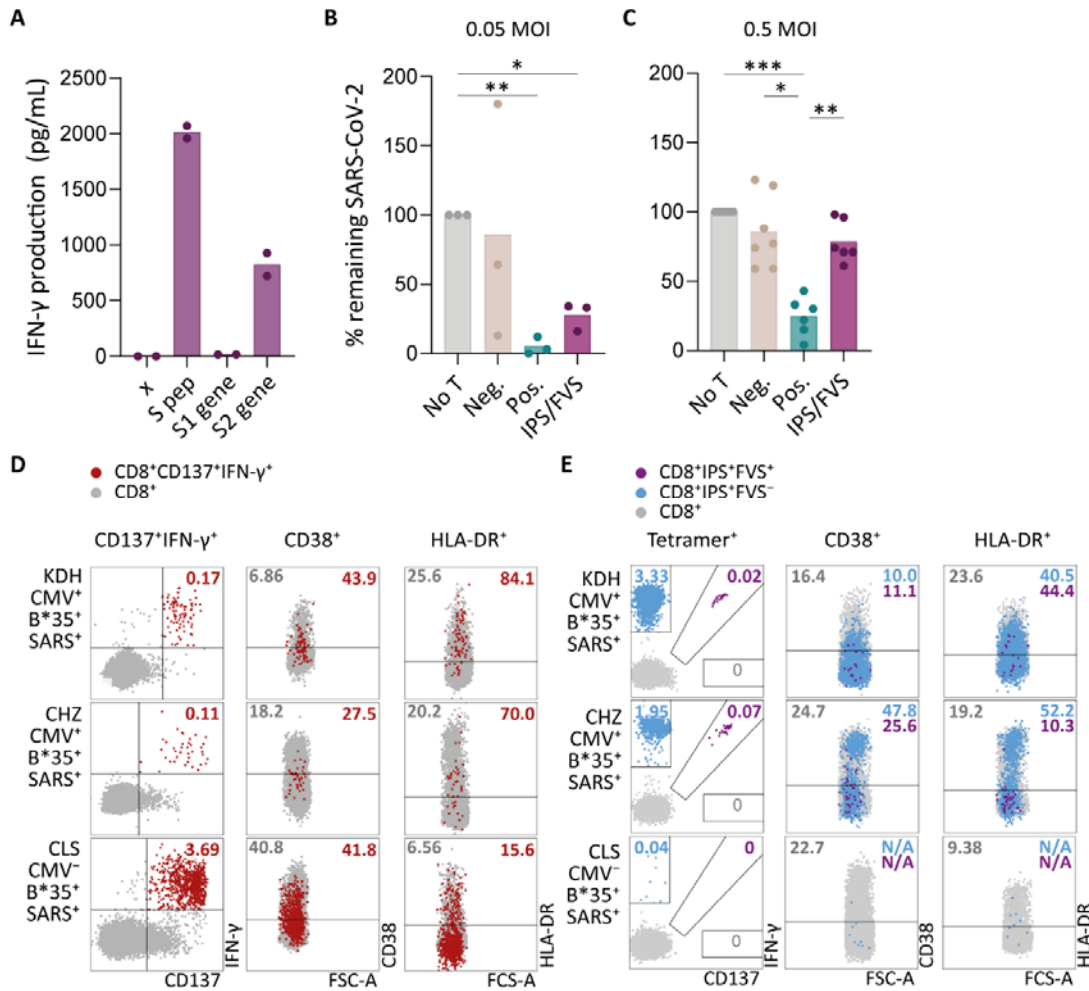 A
IFN-γ production (pg/mL)
2500
2000
1500
1000
500
0
x
S pep
S1 gene
S2 gene
B
0.05 MOI
% remaining SARS-CoV-2
200
150
100
50
0
*
**
No T
Neg.
Pos.
IPS/FVS
C
0.5 MOI
200
150
100
50
0
***
*
**
No T
Neg.
Pos.
IPS/FVS
D
CD8⁺CD137⁺IFN-γ⁺
CD8⁺
CD137⁺IFN-γ⁺ CD38⁺ HLA-DR⁺
KDH
CMV⁺
B*35⁺
SARS⁺
0.17
6.86 43.9
25.6 84.1
CHZ
CMV⁺
B*35⁺
SARS⁺
0.11
18.2 27.5
20.2 70.0
CLS
CMV⁻
B*35⁺
SARS⁺
3.69
40.8 41.8
6.56 15.6
IFN-γ
CD38
HLA-DR
CD137 FSC-A FCS-A
E
CD8⁺IPS⁺FVS⁺
CD8⁺IPS⁺FVS⁻
CD8⁺
Tetramer⁺ CD38⁺ HLA-DR⁺
KDH
CMV⁺
B*35⁺
SARS⁺
3.33 0.02
0
16.4 10.0
11.1
23.6 40.5
44.4
CHZ
CMV⁺
B*35⁺
SARS⁺
1.95 0.07
0
24.7 47.8
25.6
19.2 52.2
10.3
CLS
CMV⁻
B*35⁺
SARS⁺
0.04 0
0
22.7 N/A
N/A
9.38 N/A
N/A
IFN-γ
CD38
HLA-DR
CD137 FSC-A FCS-A